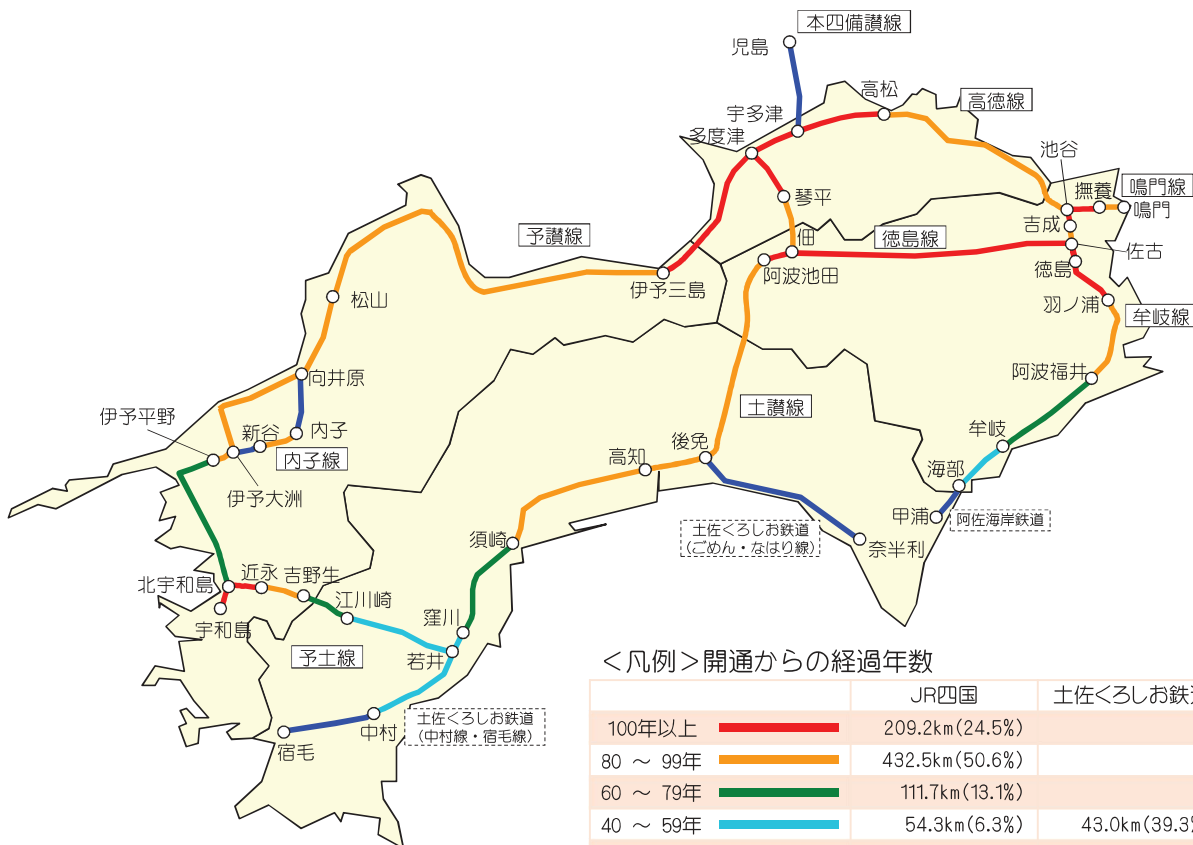 本四備讃線
児島
高松
高徳線
宇多津
多度津
池谷
撫養
鳴門線
琴平
鳴門
吉成
予讃線
佃
徳島線
佐古
徳島
阿波池田
伊予三島
松山
羽ノ浦
牟岐線
向井原
阿波福井
伊予平野
土讃線
新谷
内子
牟岐
後免
高知
内子線
海部
伊予大洲
甲浦
阿佐海岸鉄道
須崎
土佐くろしお鉄道
(ごめん・なはり線)
奈半利
近永
吉野生
北宇和島
江川崎
宇和島
窪川
予土線
若井
中村
土佐くろしお鉄道
(中村線・宿毛線)
宿毛
<凡例>開通からの経過年数
JR四国 土佐くろしお鉄
100年以上 209.2km(24.5%)
80 ～ 99年 432.5km(50.6%)
60 ～ 79年 111.7km(13.1%)
40 ～ 59年 54.3km(6.3%) 43.0km(39.3%